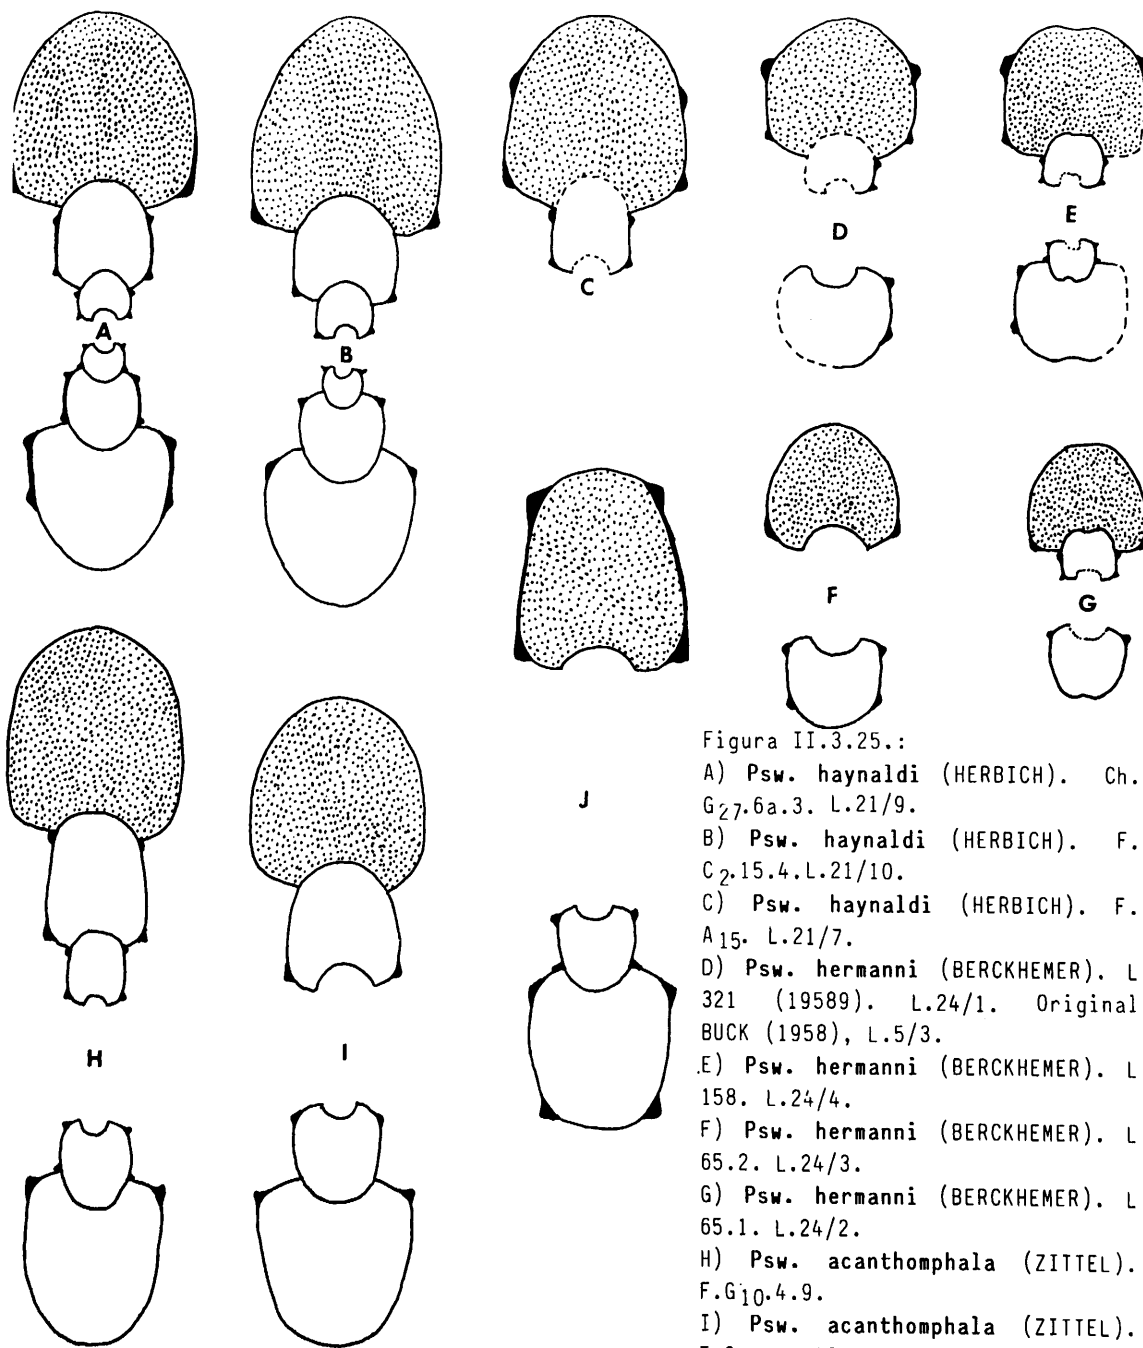 A
B
C
D
E
F
G
H
I
J
Figura II.3.25.:
A) Psw. haynaldi (HERBICH). Ch.
G27.6a.3. L.21/9.
B) Psw. haynaldi (HERBICH). F.
C2.15.4.L.21/10.
C) Psw. haynaldi (HERBICH). F.
A15. L.21/7.
D) Psw. hermanni (BERCKHEMER). L
321 (19589). L.24/1. Original
BUCK (1958), L.5/3.
E) Psw. hermanni (BERCKHEMER). L
158. L.24/4.
F) Psw. hermanni (BERCKHEMER). L
65.2. L.24/3.
G) Psw. hermanni (BERCKHEMER). L
65.1. L.24/2.
H) Psw. acanthomphala (ZITTEL).
F.G10.4.9.
I) Psw. acanthomphala (ZITTEL).